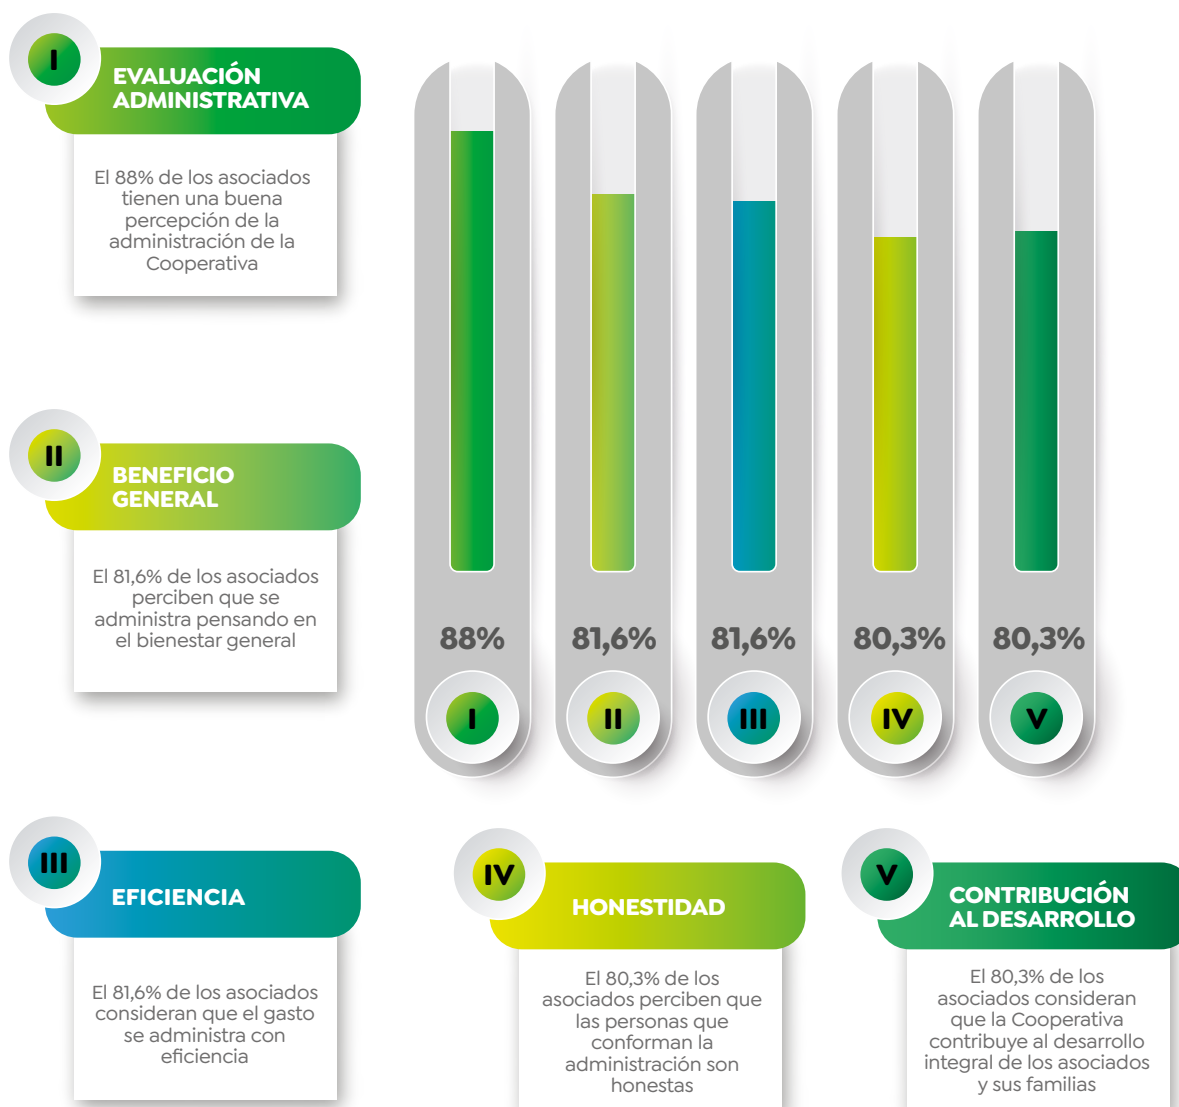 I
EVALUACIÓN
ADMINISTRATIVA
El 88% de los asociados
tienen una buena
percepción de la
administración de la
Cooperativa
II
BENEFICIO
GENERAL
El 81,6% de los asociados
perciben que se
administra pensando en
el bienestar general
88%
81,6%
81,6%
80,3%
80,3%
I
II
III
IV
V
III
EFICIENCIA
El 81,6% de los asociados
consideran que el gasto
se administra con
eficiencia
IV
HONESTIDAD
El 80,3% de los
asociados perciben que
las personas que
conforman la
administración son
honestas
V
CONTRIBUCIÓN
AL DESARROLLO
El 80,3% de los
asociados consideran
que la Cooperativa
contribuye al desarrollo
integral de los asociados
y sus familias